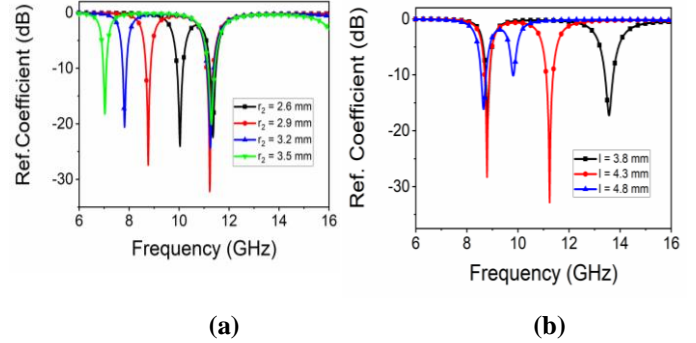 (a)
Ref.Coefficient (dB)
0
-10
-20
-30
r₂ = 2.6 mm
r₂ = 2.9 mm
r₂ = 3.2 mm
r₂ = 3.5 mm
6 8 10 12 14 16
Frequency (GHz)
(a)
(b)
Ref. Coefficient (dB)
0
-10
-20
-30
l = 3.8 mm
l = 4.3 mm
l = 4.8 mm
6 8 10 12 14 16
Frequency (GHz)
(b)